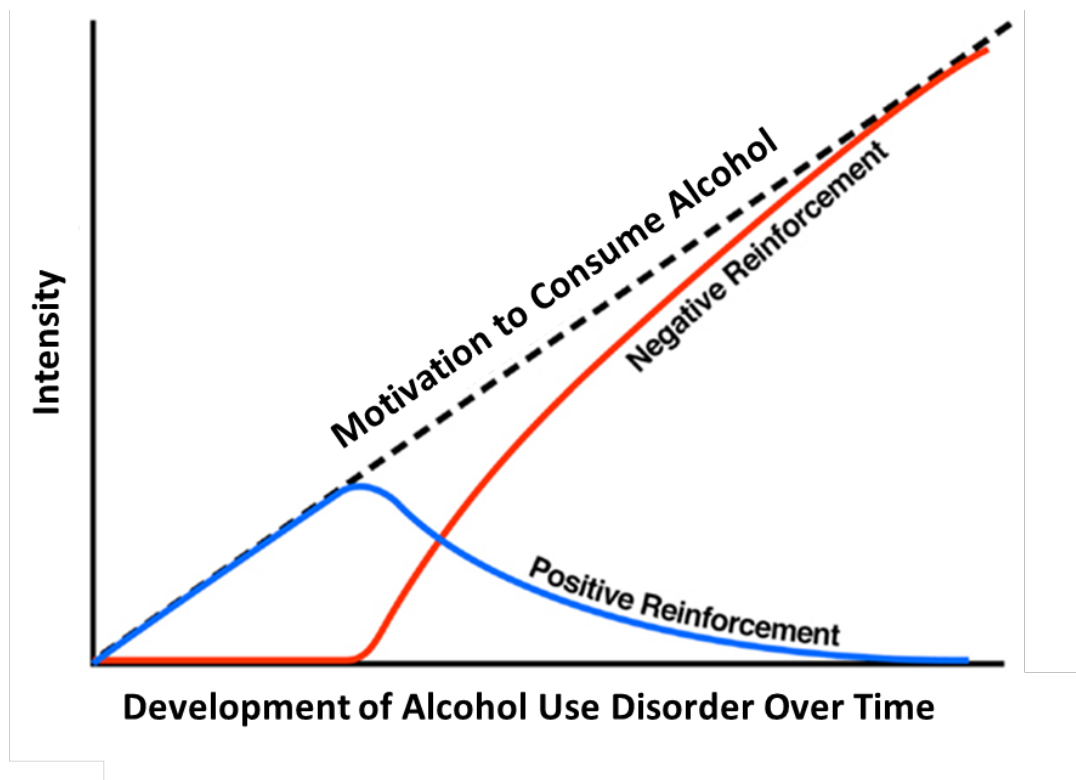 Motivation to Consume Alcohol
Negative Reinforcement
Intensity
Positive Reinforcement
Development of Alcohol Use Disorder Over Time